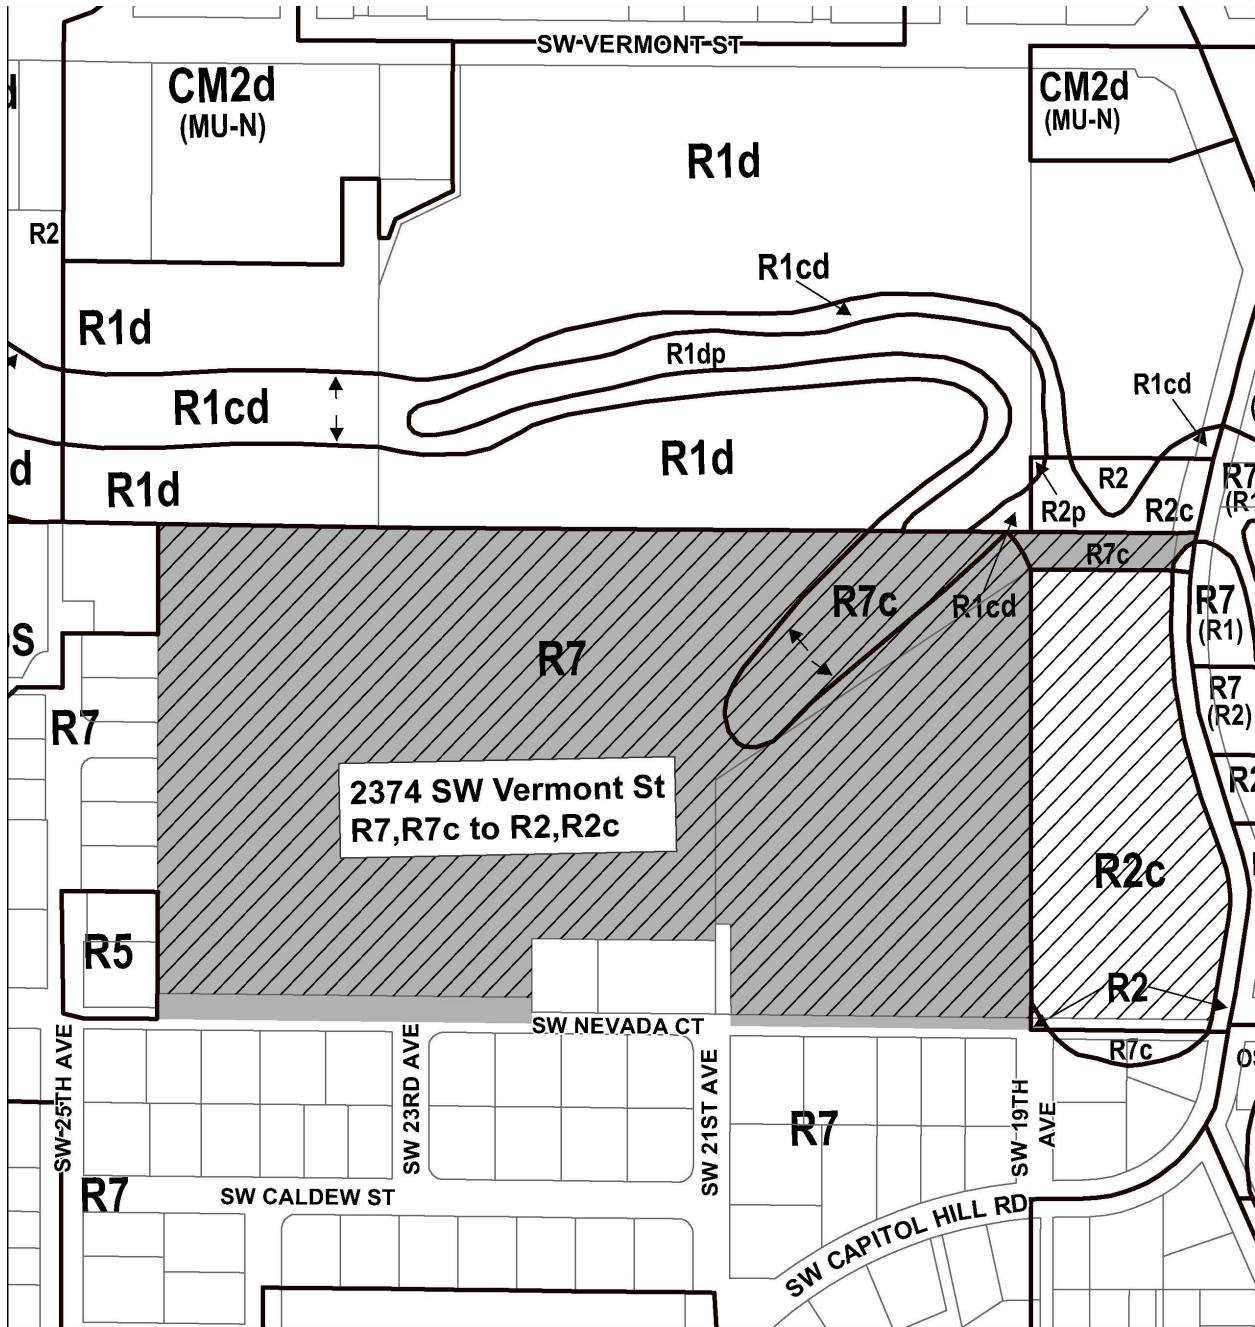 SW VERMONT ST
CM2d
(MU-N)
CM2d
(MU-N)
d
R1d
R2
R1cd
R1d
R1dp
R1cd
R1cd
R1d
d
R1d
R2
R7
R2p
R2c
R7c
R7c
R1cd
R7
(R1)
R7
S
R7
(R2)
R7
2374 SW Vermont St
R7,R7c to R2,R2c
R2c
R5
R2
SW NEVADA CT
R7c
SW 25TH AVE
SW 23RD AVE
SW 21ST AVE
SW 19TH
AVE
R7
R7
SW CALDEW ST
SW CAPITOL HILL RD